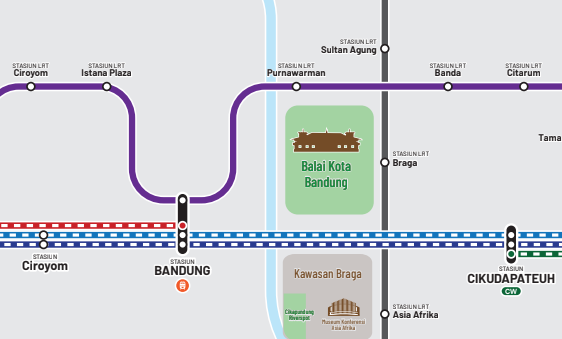 STASIUN LRT
Sultan Agung
STASIUN LRT
Ciroyom
STASIUN LRT
Istana Plaza
STASIUN LRT
Purnawarman
STASIUN LRT
Banda
STASIUN LRT
Citarum
Tama
Balai Kota
Bandung
STASIUN LRT
Braga
STASIUN
Ciroyom
STASIUN
BANDUNG
STASIUN
CIKUDAPATEUH
CW
Kawasan Braga
Cikapundung
Riverspot
Museum Konferensi
Asia Afrika
STASIUN LRT
Asia Afrika